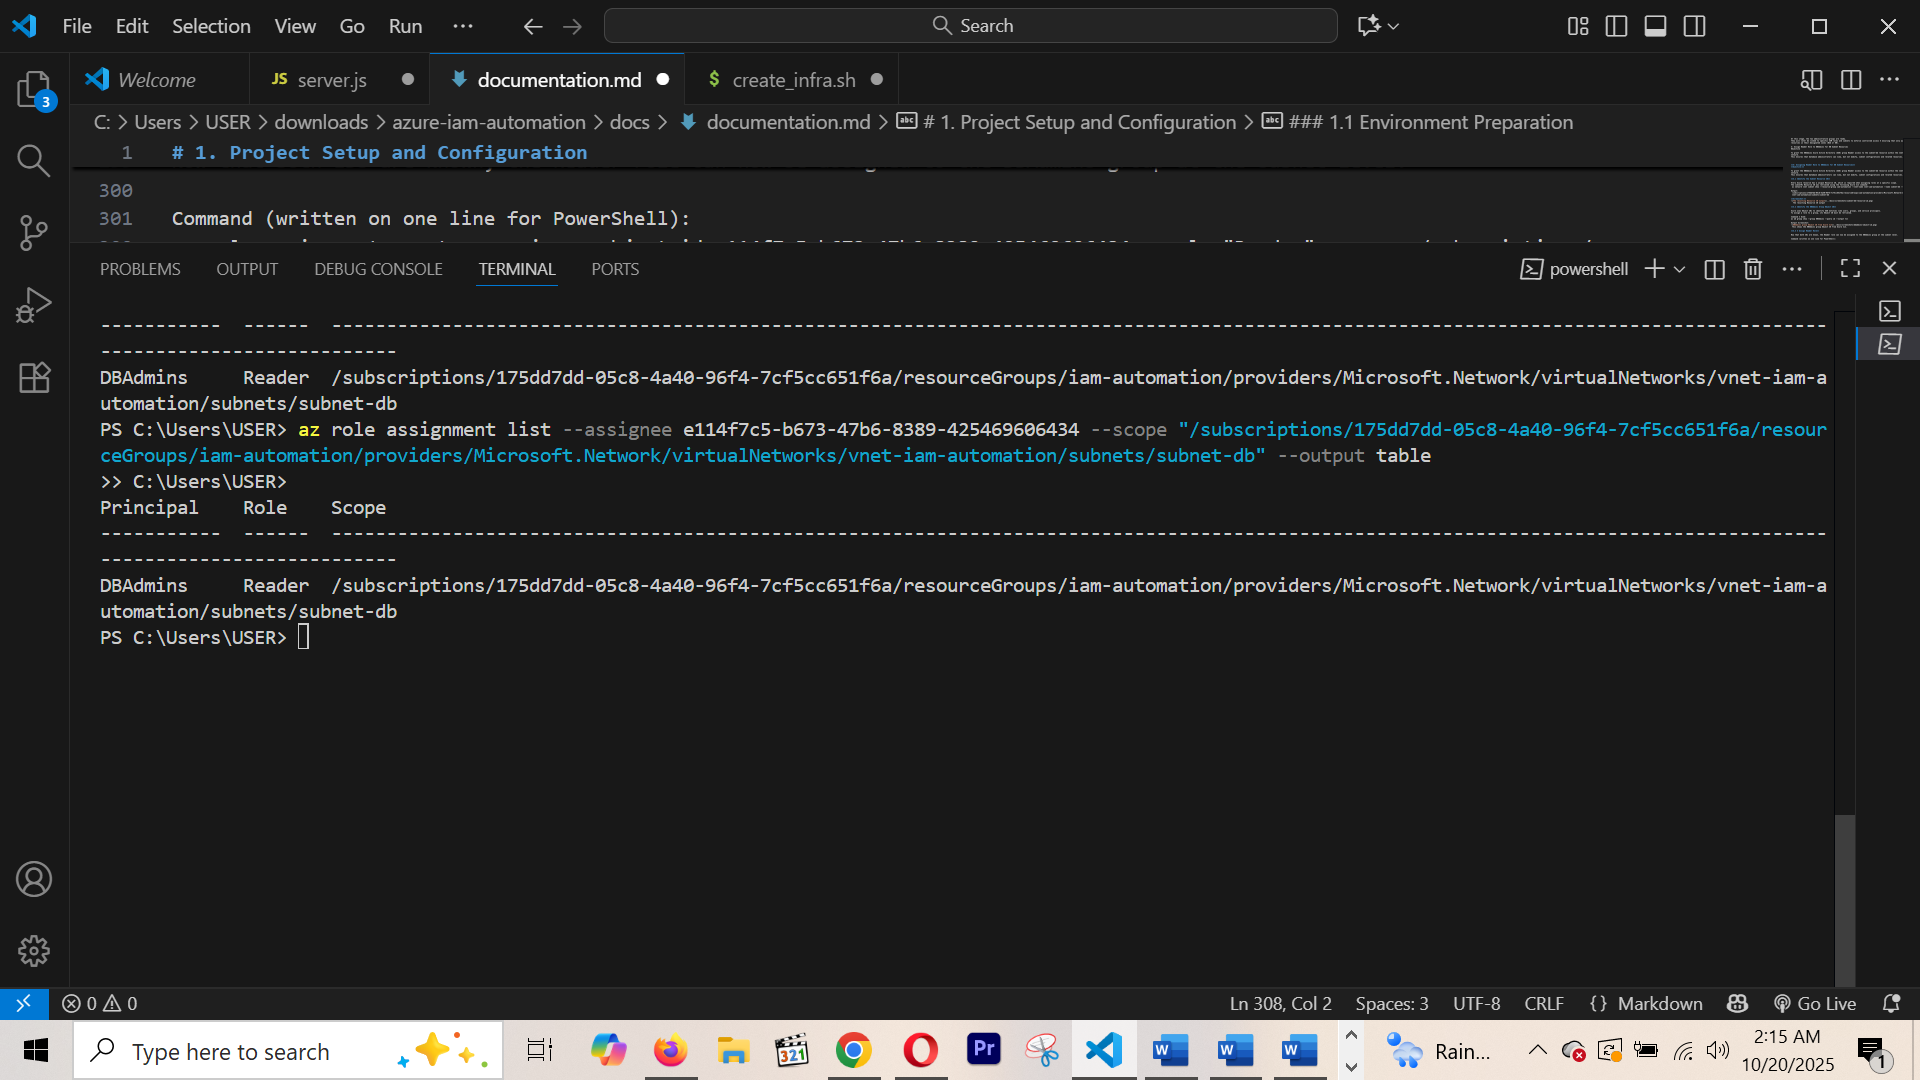 File Edit Selection View Go Run ··· Search
Welcome JS server.js documentation.md $ create_infra.sh
C: > Users > USER > downloads > azure-iam-automation > docs > documentation.md > # 1. Project Setup and Configuration > ### 1.1 Environment Preparation
1 # 1. Project Setup and Configuration
300
301 Command (written on one line for PowerShell):
PROBLEMS OUTPUT DEBUG CONSOLE TERMINAL PORTS powershell
----------- ------ ----------------------------------------------------------------------------------------------------------------------------------------
---------------------------
DBAdmins Reader /subscriptions/175dd7dd-05c8-4a40-96f4-7cf5cc651f6a/resourceGroups/iam-automation/providers/Microsoft.Network/virtualNetworks/vnet-iam-a
utomation/subnets/subnet-db
PS C:\Users\USER> az role assignment list --assignee e114f7c5-b673-47b6-8389-425469606434 --scope "/subscriptions/175dd7dd-05c8-4a40-96f4-7cf5cc651f6a/resour
ceGroups/iam-automation/providers/Microsoft.Network/virtualNetworks/vnet-iam-automation/subnets/subnet-db" --output table
>> C:\Users\USER>
Principal Role Scope
----------- ------ ----------------------------------------------------------------------------------------------------------------------------------------
---------------------------
DBAdmins Reader /subscriptions/175dd7dd-05c8-4a40-96f4-7cf5cc651f6a/resourceGroups/iam-automation/providers/Microsoft.Network/virtualNetworks/vnet-iam-a
utomation/subnets/subnet-db
PS C:\Users\USER>
3
0 0 Ln 308, Col 2 Spaces: 3 UTF-8 CRLF {} Markdown Go Live
Type here to search 321 Pr W W W Rain... 2:15 AM
10/20/2025 1